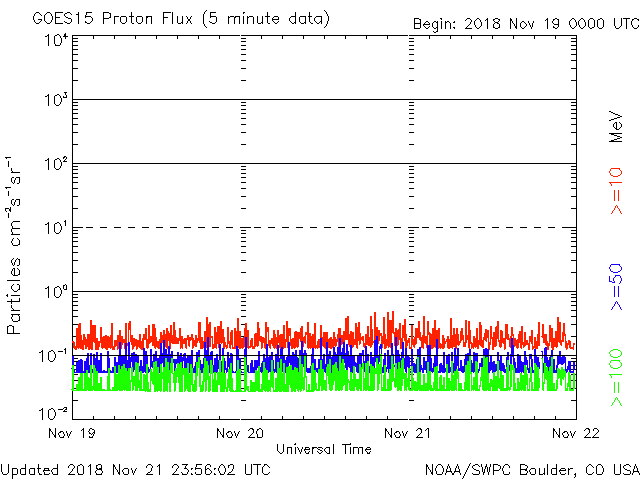 GOES15 Proton Flux (5 minute data)
Begin: 2018 Nov 19 0000 UTC
10⁴
10³
10²
10¹
10⁰
10⁻¹
10⁻²
Particles cm⁻²s⁻¹sr⁻¹
MeV
>=10
>=50
>=100
Nov 19 Nov 20 Nov 21 Nov 22
Universal Time
Updated 2018 Nov 21 23:56:02 UTC
NOAA/SWPC Boulder, CO USA